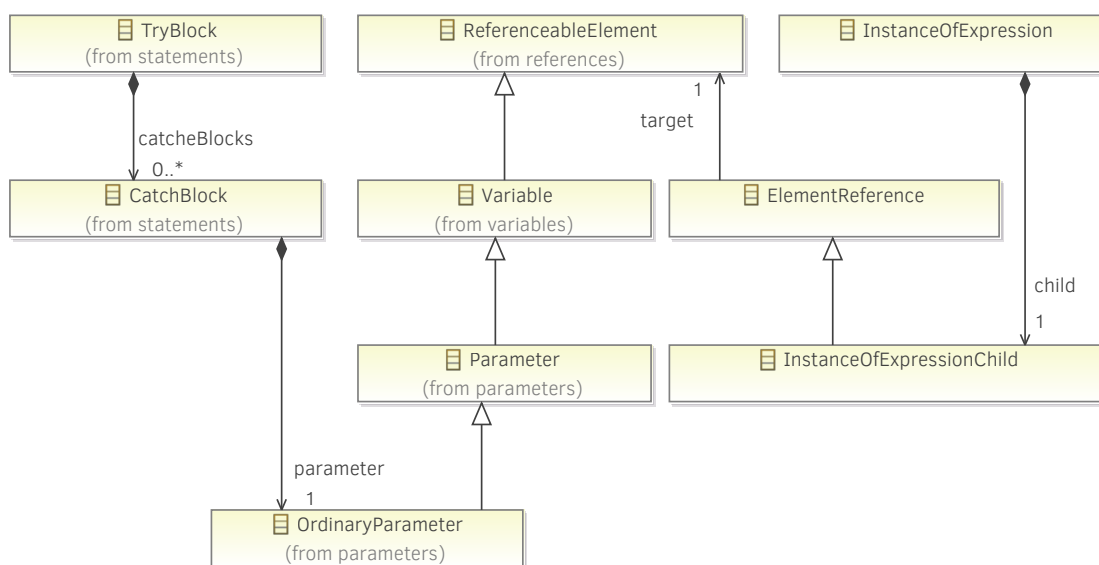 TryBlock
(from statements)
ReferenceableElement
(from references)
InstanceOfExpression
catcheBlocks
0..*
1
target
CatchBlock
(from statements)
Variable
(from variables)
ElementReference
child
1
Parameter
(from parameters)
InstanceOfExpressionChild
parameter
1
OrdinaryParameter
(from parameters)